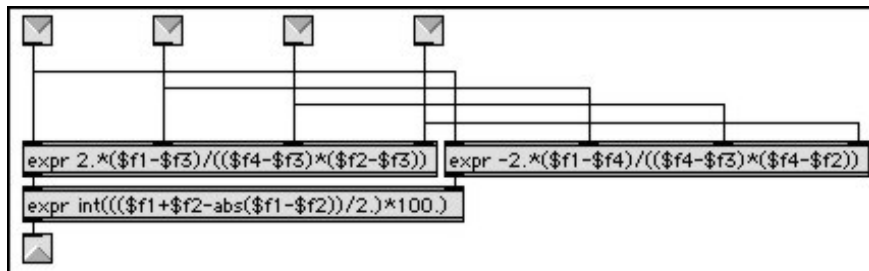 expr 2.*($f1-$f3)/(($f4-$f3)*($f2-$f3))
expr -2.*($f1-$f4)/(($f4-$f3)*($f4-$f2))
expr int((($f1+$f2-abs($f1-$f2))/2.)*100.)